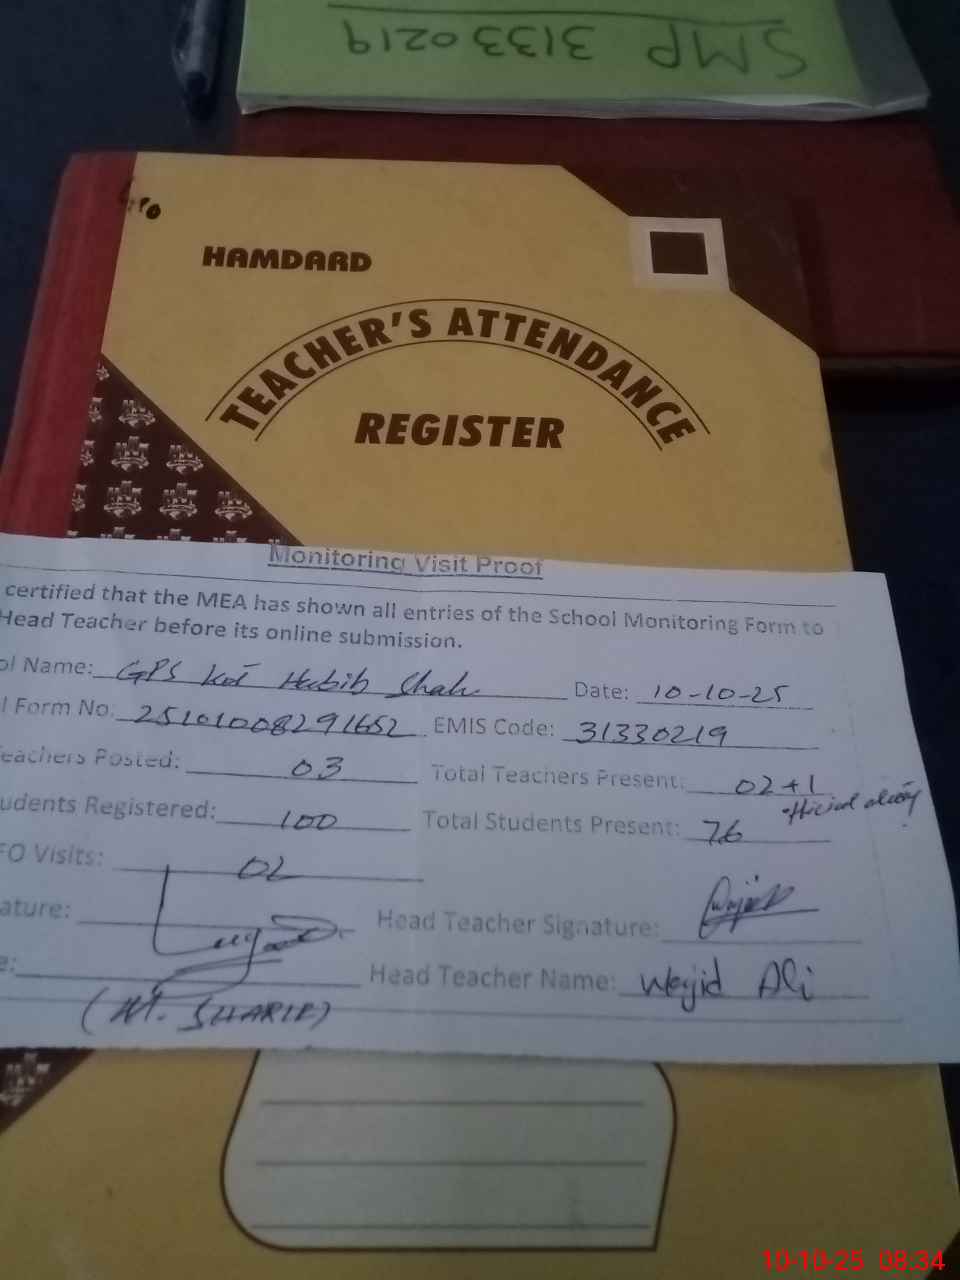 SMP 31330219
HAMDARD
TEACHER'S ATTENDANCE
REGISTER
Monitoring Visit Proof
certified that the MEA has shown all entries of the School Monitoring Form to
Head Teacher before its online submission.
ol Name: GPS Kot Habib Shah Date: 10-10-25
l Form No. 25101008291652 EMIS Code: 31330219
eachers Posted: 03 Total Teachers Present: 02+1
official
udents Registered: 100 Total Students Present: 76
FO Visits: 02
ature: Head Teacher Signature:
e: Head Teacher Name: Wajid Ali
(M. SHARIF)
10-10-25 08:34